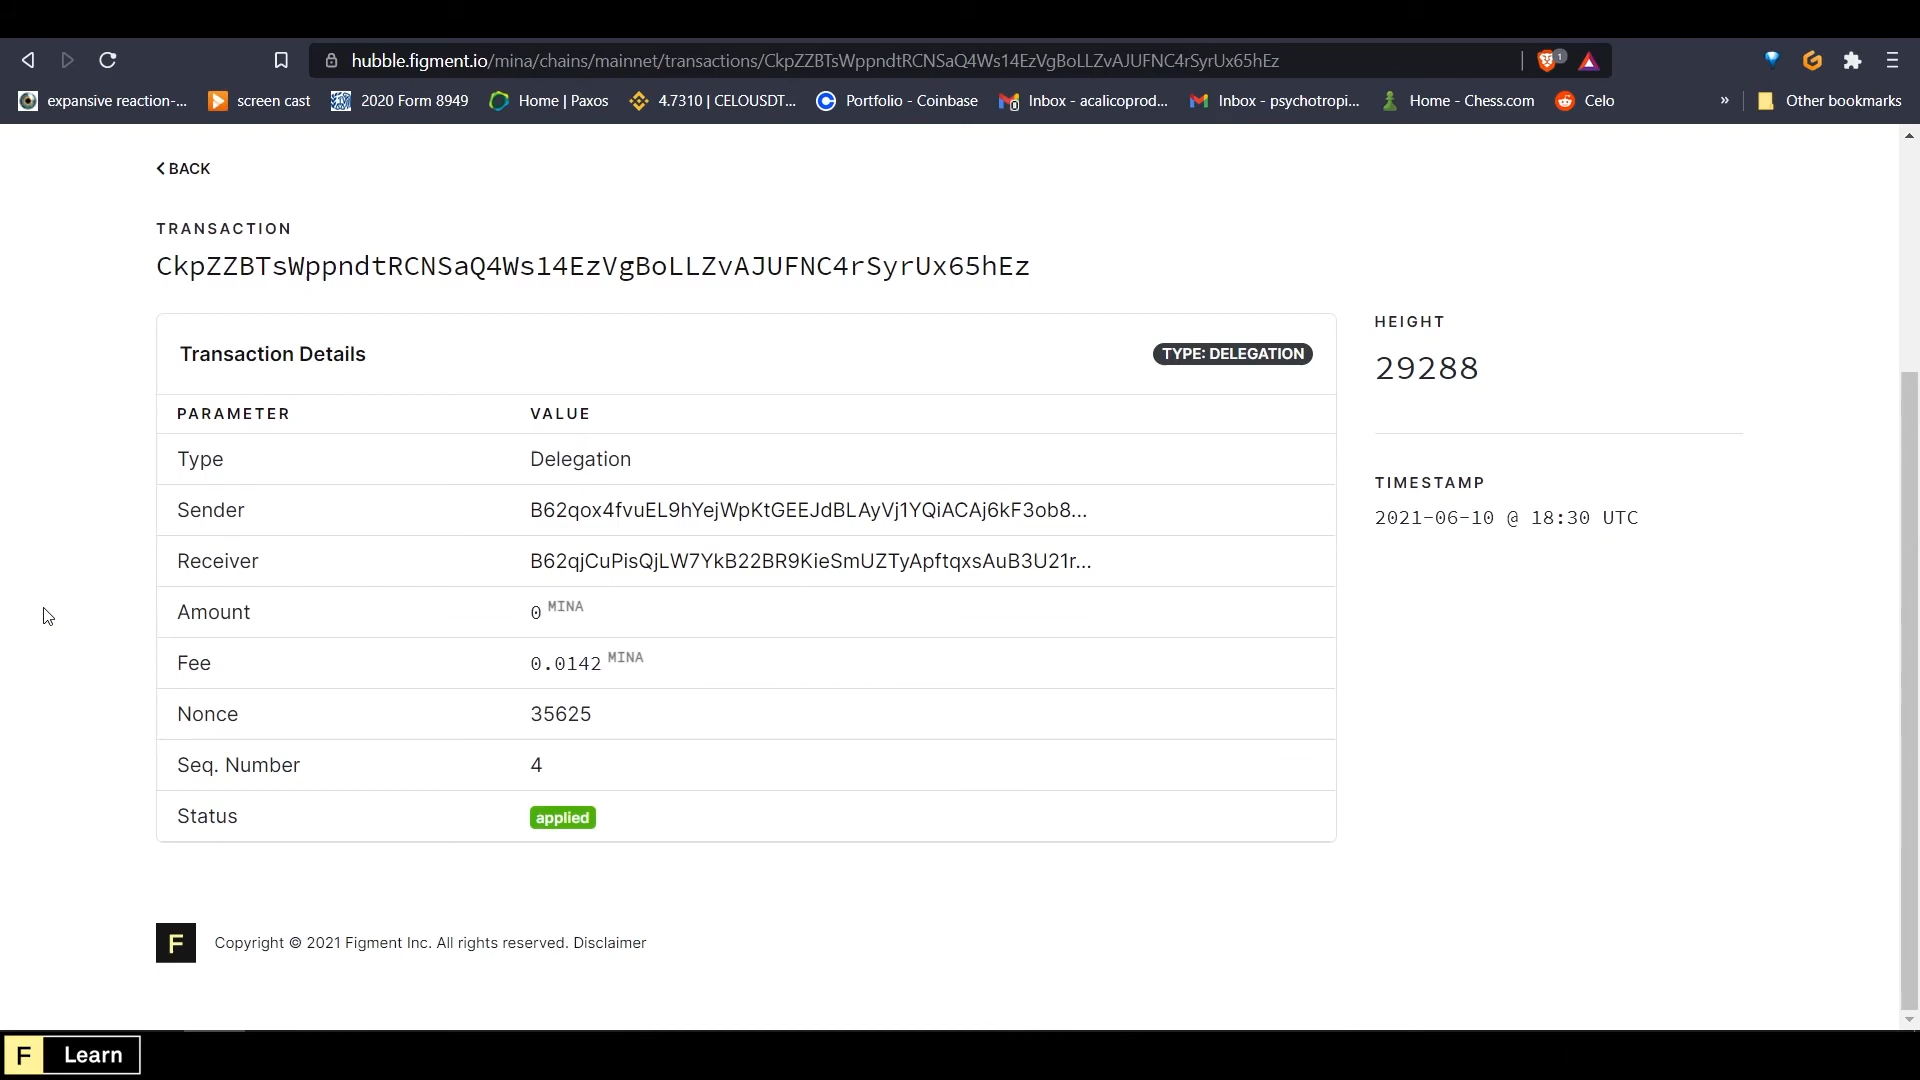 hubble.figment.io/mina/chains/mainnet/transactions/CkpZZBTsWppndtRCNSaQ4Ws14EzVgBoLLZvAJUFNC4rSyrUx65hEz
1
expansive reaction-... screen cast 2020 Form 8949 Home | Paxos 4.7310 | CELOUSDT... Portfolio - Coinbase Inbox - acalicoprod... Inbox - psychotropi... Home - Chess.com Celo » Other bookmarks
BACK
TRANSACTION
CkpZZBTsWppndtRCNSaQ4Ws14EzVgBoLLZvAJUFNC4rSyrUx65hEz
Transaction Details TYPE: DELEGATION
PARAMETER VALUE
Type Delegation
Sender B62qox4fvuEL9hYejWpKtGEEJdBLAyVj1YQiACAj6kF3ob8...
Receiver B62qjCuPisQjLW7YkB22BR9KieSmUZTyApftqxsAuB3U21r...
Amount 0 MINA
Fee 0.0142 MINA
Nonce 35625
Seq. Number 4
Status applied
HEIGHT
29288
TIMESTAMP
2021-06-10 @ 18:30 UTC
F Copyright © 2021 Figment Inc. All rights reserved. Disclaimer
F Learn